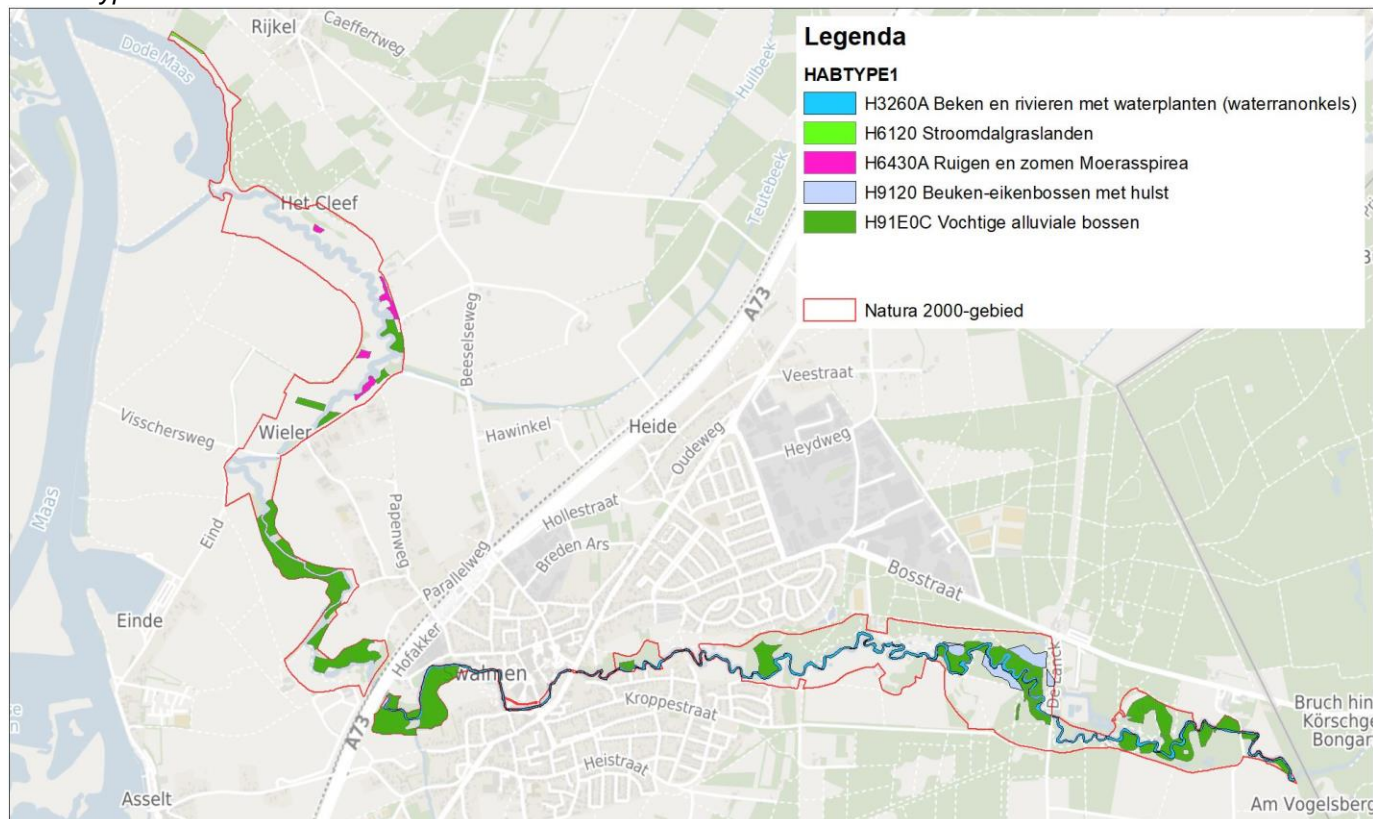 Rijkel
Caeffertweg
Dode Maas
Huilbeek
Teutebeek
Het Cleef
A73
Beeselseweg
Veestraat
Visschersweg
Wieler
Hawinkel
Heide
Oudeweg
Heydweg
Maas
Papenweg
Hollestraat
Eind
Parallelweg
Breden Ars
Bosstraat
Einde
Hofakker
Swalmen
De Lanck
Kroppestraat
A73
Heistraat
Asselt
Bruch hin
Körschge
Bongar
Am Vogelsberg
Legenda
HABTYPE1
H3260A Beken en rivieren met waterplanten (waterranonkels)
H6120 Stroomdalgraslanden
H6430A Ruigen en zomen Moerasspirea
H9120 Beuken-eikenbossen met hulst
H91E0C Vochtige alluviale bossen
Natura 2000-gebied